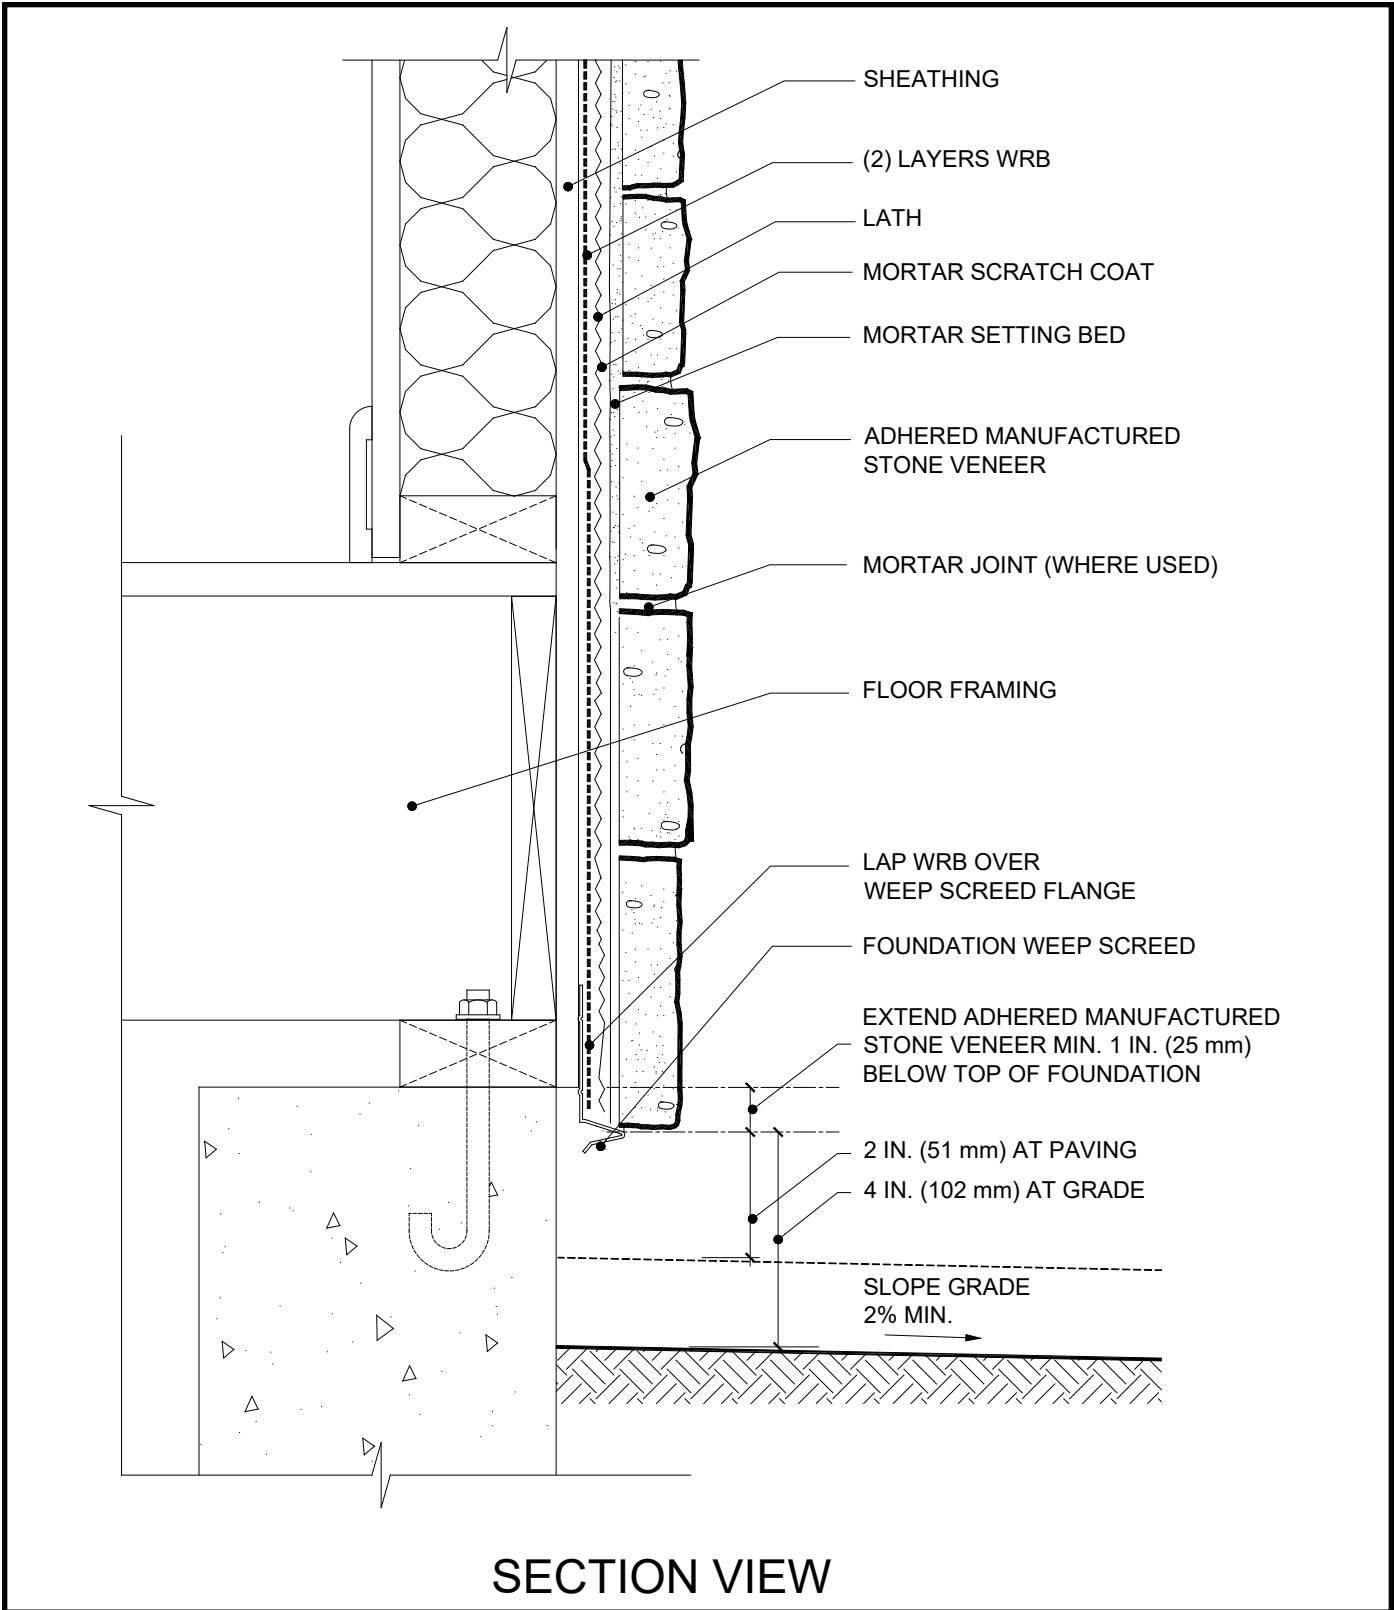 SHEATHING
(2) LAYERS WRB
LATH
MORTAR SCRATCH COAT
MORTAR SETTING BED
ADHERED MANUFACTURED
STONE VENEER
MORTAR JOINT (WHERE USED)
FLOOR FRAMING
LAP WRB OVER
WEEP SCREED FLANGE
FOUNDATION WEEP SCREED
EXTEND ADHERED MANUFACTURED
STONE VENEER MIN. 1 IN. (25 mm)
BELOW TOP OF FOUNDATION
2 IN. (51 mm) AT PAVING
4 IN. (102 mm) AT GRADE
SLOPE GRADE
2% MIN.
SECTION VIEW